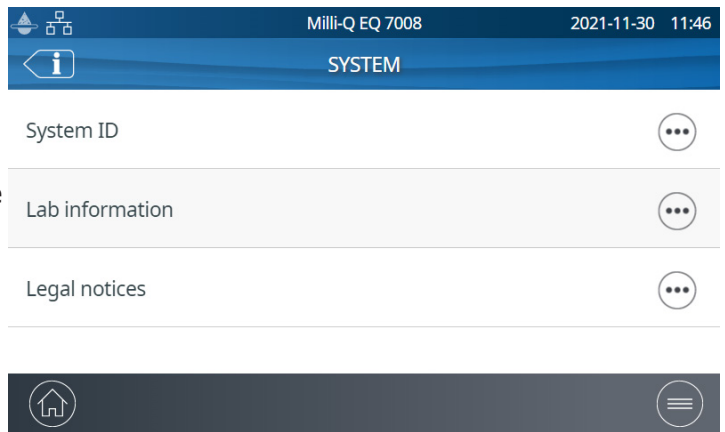 Milli-Q EQ 7008 2021-11-30 11:46
i SYSTEM
System ID
e
Lab information
Legal notices